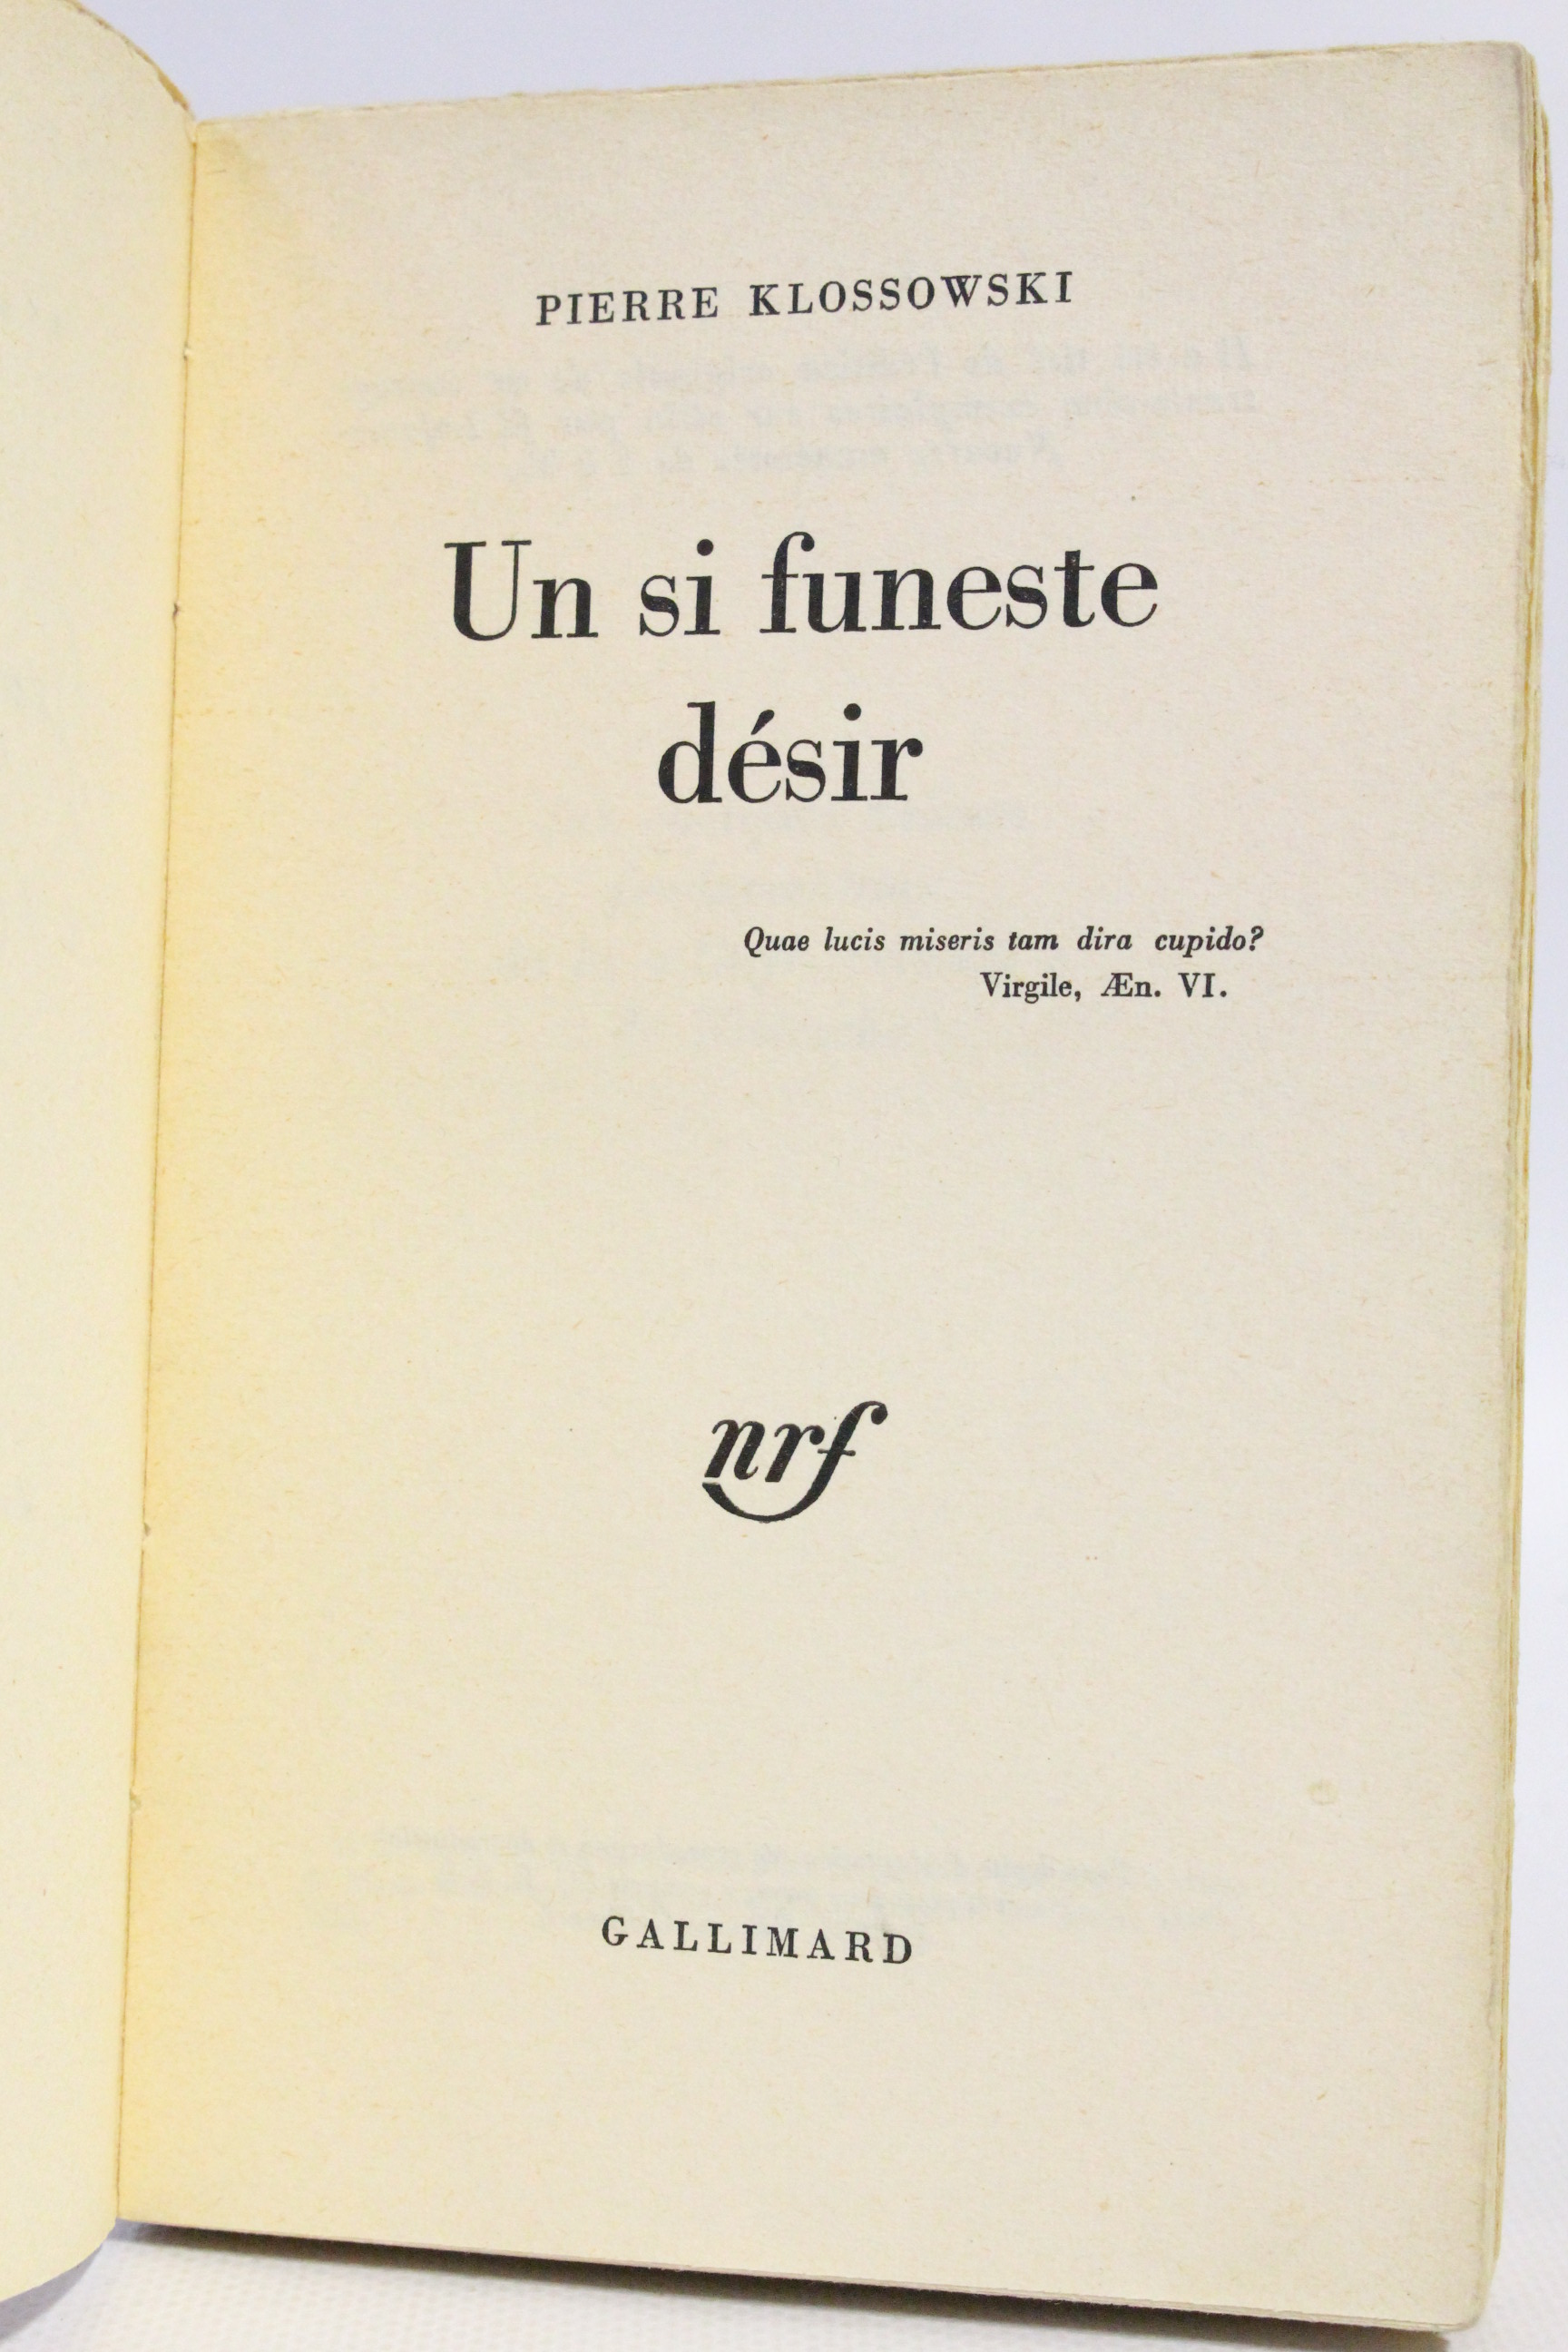 PIERRE KLOSSOWSKI
Un si funeste
désir
Quae lucis miseris tam dira cupido?
Virgile, Æn. VI.
nrf
GALLIMARD